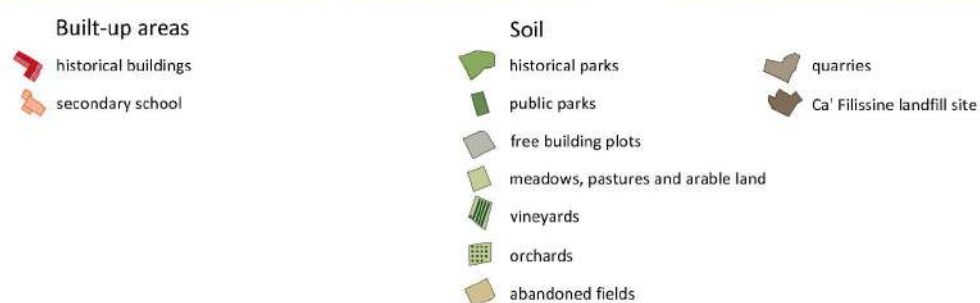 Built-up areas
historical buildings
secondary school
Soil
historical parks
public parks
free building plots
meadows, pastures and arable land
vineyards
orchards
abandoned fields
quarries
Ca' Filissine landfill site